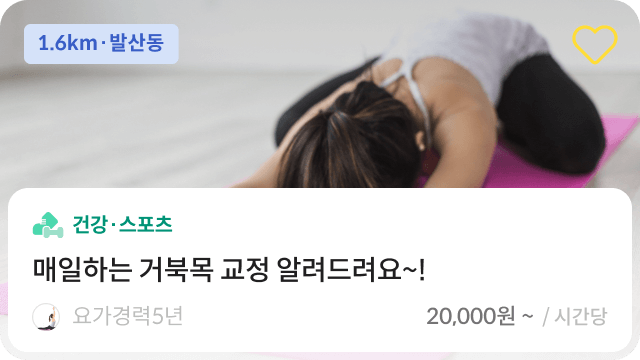 1.6km·발산동
건강·스포츠
매일하는 거북목 교정 알려드려요~!
요가경력5년
20,000원 ~ / 시간당